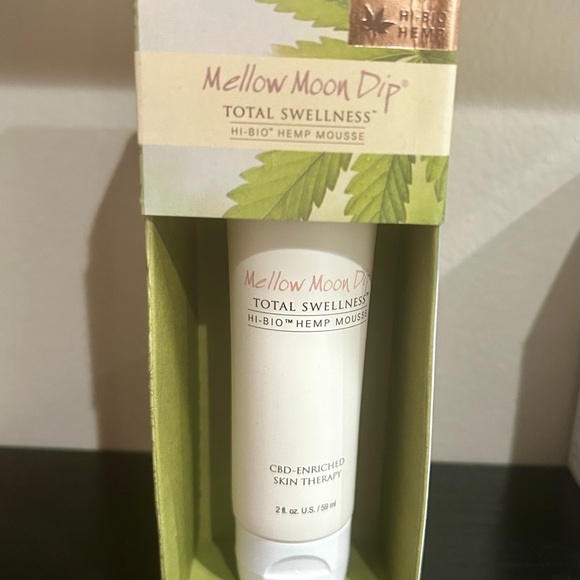 HI-BIO
HEMP
Mellow Moon Dip®
TOTAL SWELLNESS™
HI-BIO™ HEMP MOUSSE
Mellow Moon Dip
TOTAL SWELLNESS™
HI-BIO™ HEMP MOUSSE
CBD-ENRICHED
SKIN THERAPY
2 fl. oz. U.S. / 59 ml